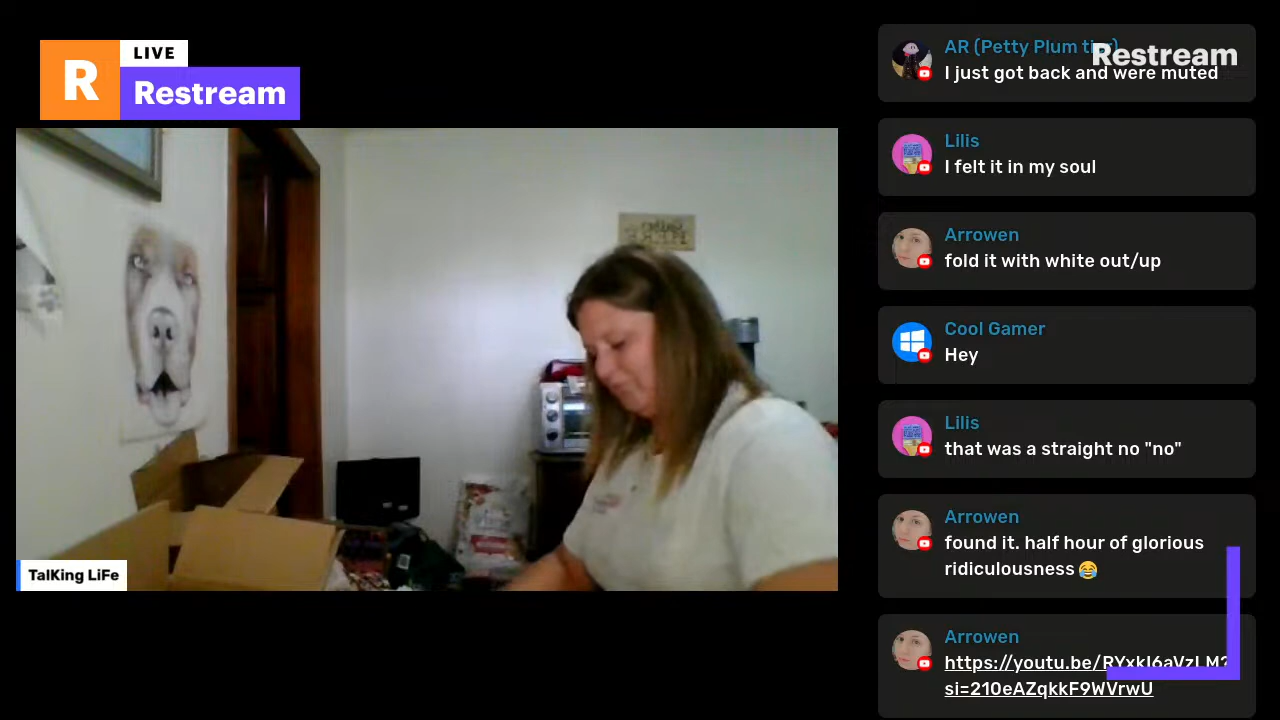 R
LIVE
Restream
Restream
TalKing LiFe
AR (Petty Plum
I just got back and were muted
Lilis
I felt it in my soul
Arrowen
fold it with white out/up
Cool Gamer
Hey
Lilis
that was a straight no "no"
Arrowen
found it. half hour of glorious
ridiculousness 😂
Arrowen
https://youtu.be/RYxkI6aVzLM?
si=210eAZqkkF9WVrwU